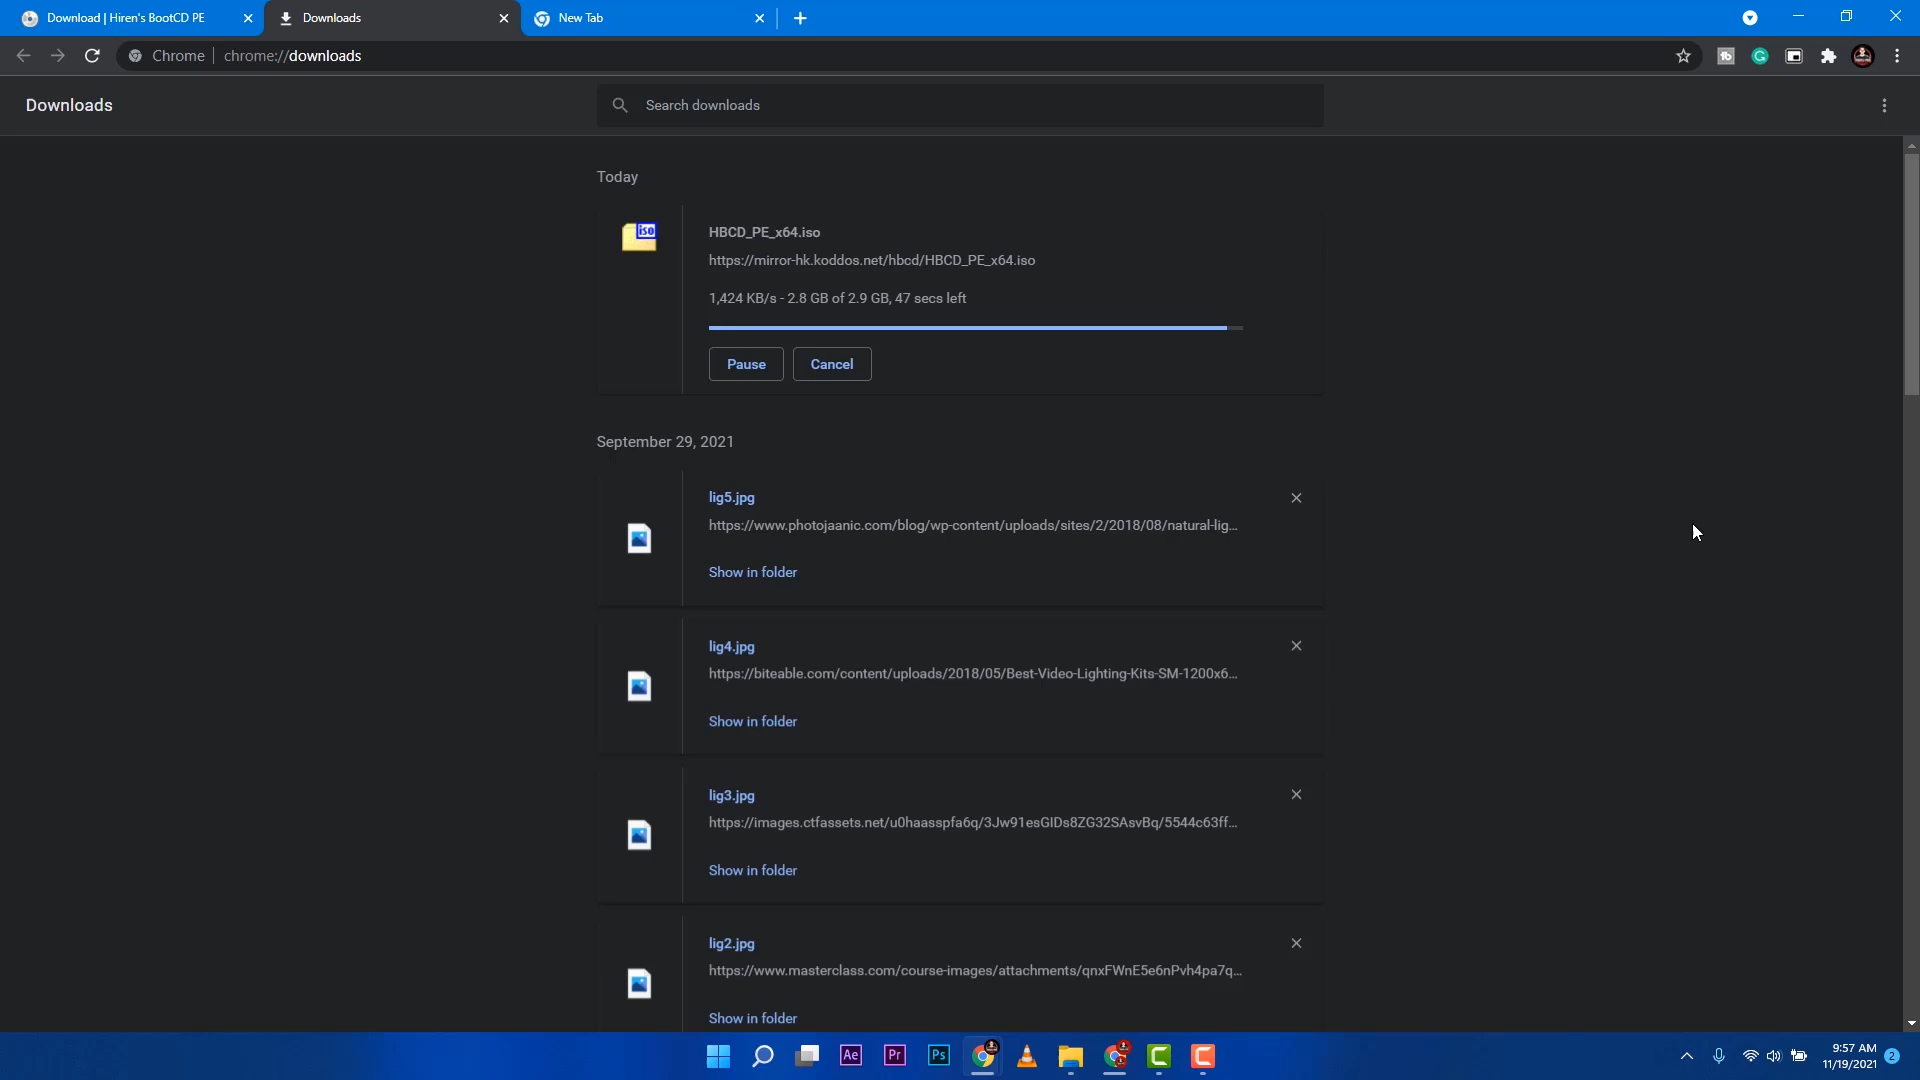 Download | Hiren's BootCD PE
Downloads
New Tab
Chrome | chrome://downloads
Downloads
Search downloads
Today
iso
HBCD_PE_x64.iso
https://mirror-hk.koddos.net/hbcd/HBCD_PE_x64.iso
1,424 KB/s - 2.8 GB of 2.9 GB, 47 secs left
Pause
Cancel
September 29, 2021
lig5.jpg
https://www.photojaanic.com/blog/wp-content/uploads/sites/2/2018/08/natural-lig...
Show in folder
lig4.jpg
https://biteable.com/content/uploads/2018/05/Best-Video-Lighting-Kits-SM-1200x6...
Show in folder
lig3.jpg
https://images.ctfassets.net/u0haasspfa6q/3Jw91esGIDs8ZG32SAsvBq/5544c63ff...
Show in folder
lig2.jpg
https://www.masterclass.com/course-images/attachments/qnxFWnE5e6nPvh4pa7q...
Show in folder
Ae
Pr
Ps
9:57 AM
11/19/2021
2